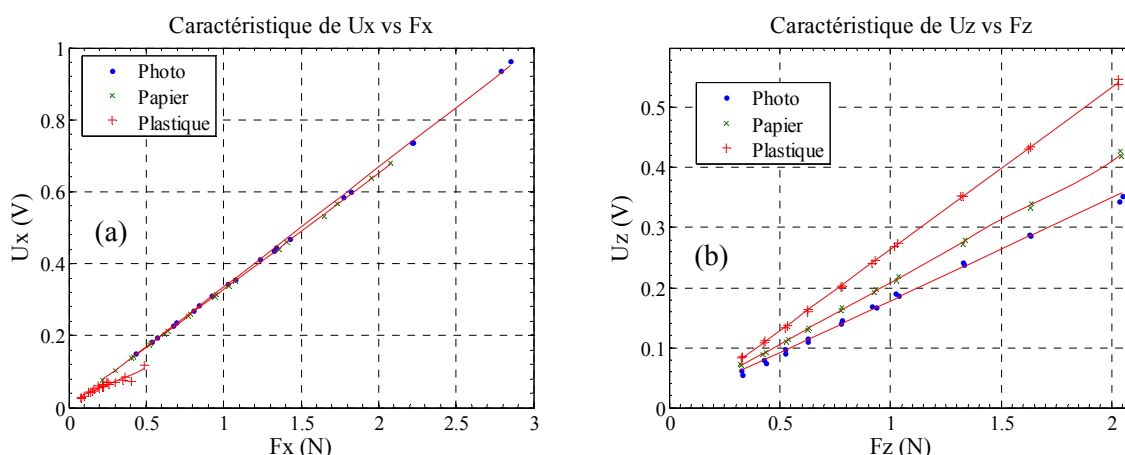 Caractéristique de Ux vs Fx
1
0.8
0.6
0.4
0.2
0
Ux (V)
Photo
Papier
Plastique
(a)
0 0.5 1 1.5 2 2.5 3
Fx (N)
Caractéristique de Uz vs Fz
0.5
0.4
0.3
0.2
0.1
0
Uz (V)
Photo
Papier
Plastique
(b)
0 0.5 1 1.5 2
Fz (N)